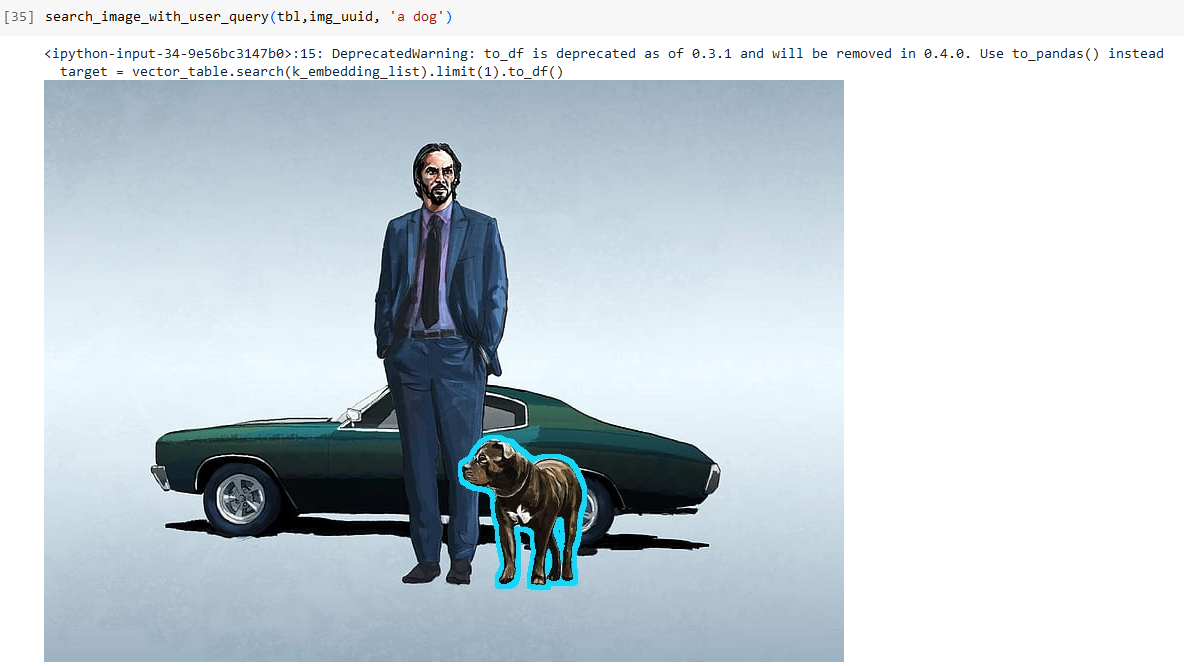 [35] search_image_with_user_query(tbl,img_uuid, 'a dog')
<ipython-input-34-9e56bc3147b0>:15: DeprecatedWarning: to_df is deprecated as of 0.3.1 and will be removed in 0.4.0. Use to_pandas() instead
  target = vector_table.search(k_embedding_list).limit(1).to_df()